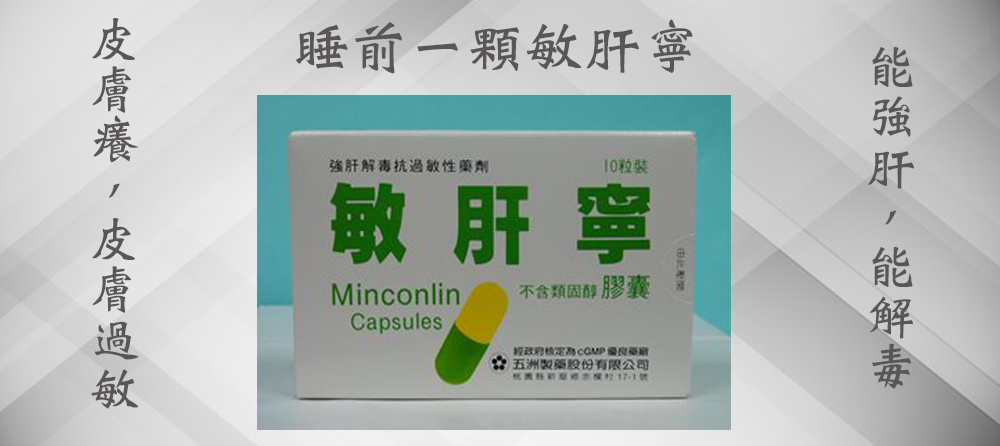 睡前一顆敏肝寧
皮膚癢，皮膚過敏
能強肝，能解毒
強肝解毒抗過敏性藥劑
10粒裝
敏肝寧
Minconlin
Capsules
不含類固醇膠囊
經政府核定為cGMP優良藥廠
五洲製藥股份有限公司